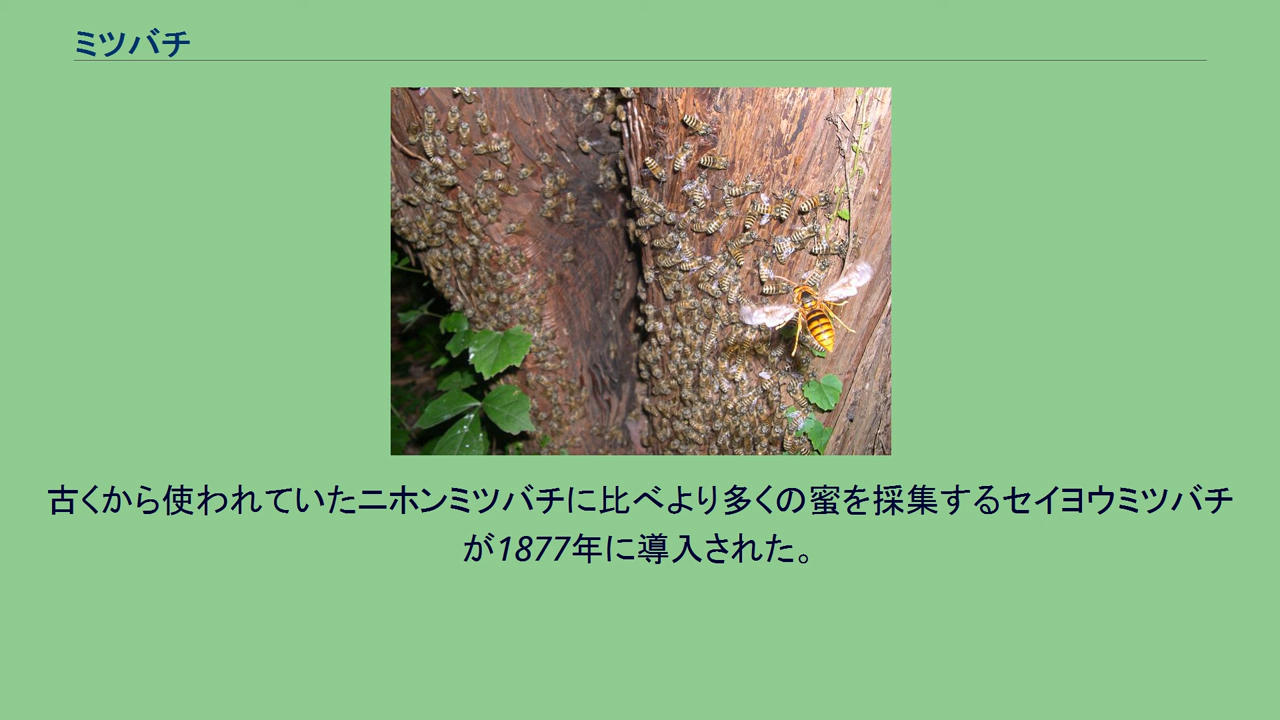 ミツバチ
古くから使われていたニホンミツバチに比べより多くの蜜を採集するセイヨウミツバチ
が1877年に導入された。